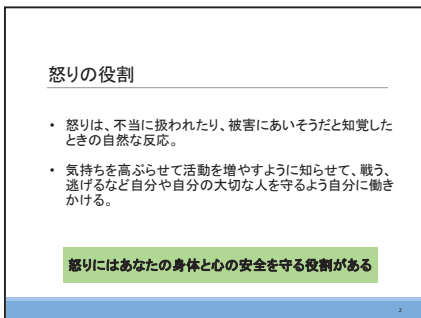 怒りの役割
• 怒りは、不当に扱われたり、被害にあいそうだと知覚した
ときの自然な反応。
• 気持ちを高ぶらせて活動を増やすように知らせて、戦う、
逃げるなど自分や自分の大切な人を守るよう自分に働き
かける。
怒りにはあなたの身体と心の安全を守る役割がある
2